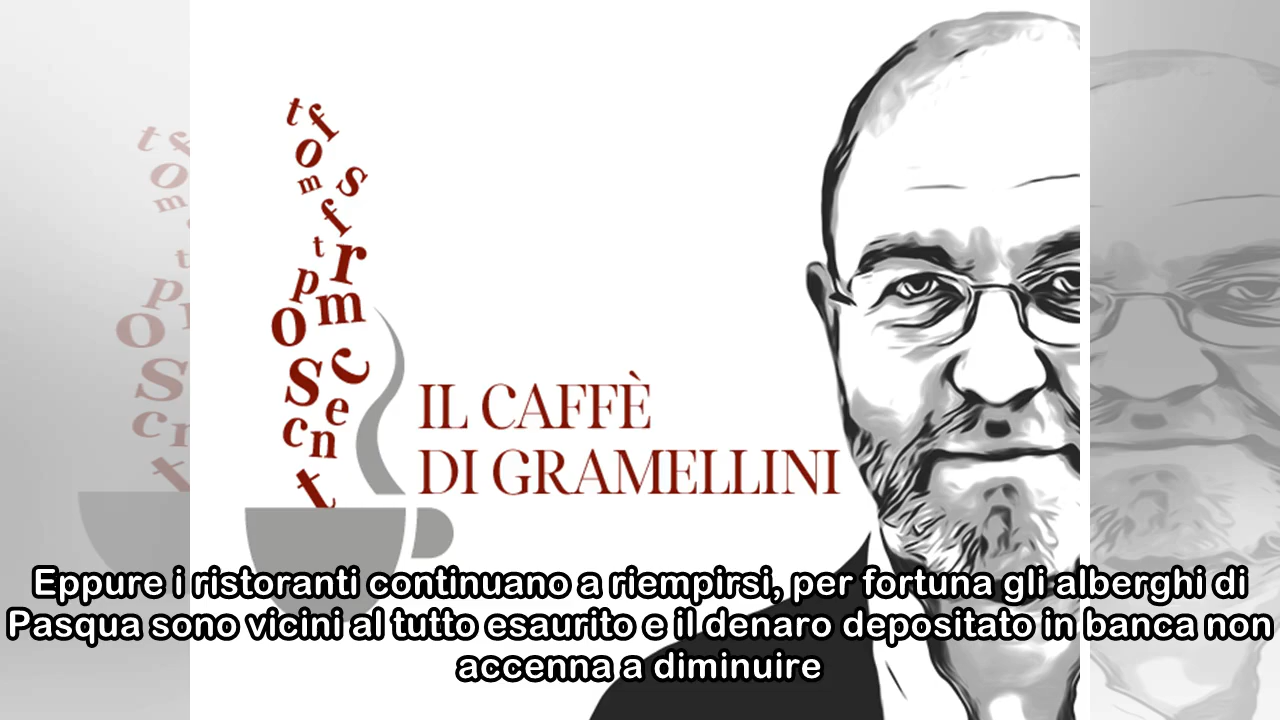 t f
o
m s
f
t r
p
o m
s c
e
c n
t
IL CAFFÈ
DI GRAMELLINI
Eppure i ristoranti continuano a riempirsi, per fortuna gli alberghi di
Pasqua sono vicini al tutto esaurito e il denaro depositato in banca non
accenna a diminuire